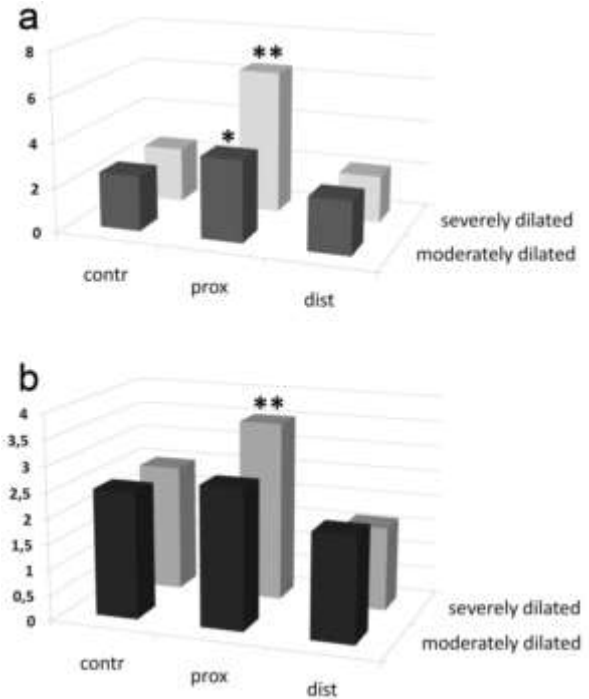 a
8
6
4
2
0
**
*
contr
prox
dist
severely dilated
moderately dilated
b
4
3,5
3
2,5
2
1,5
1
0,5
0
**
contr
prox
dist
severely dilated
moderately dilated